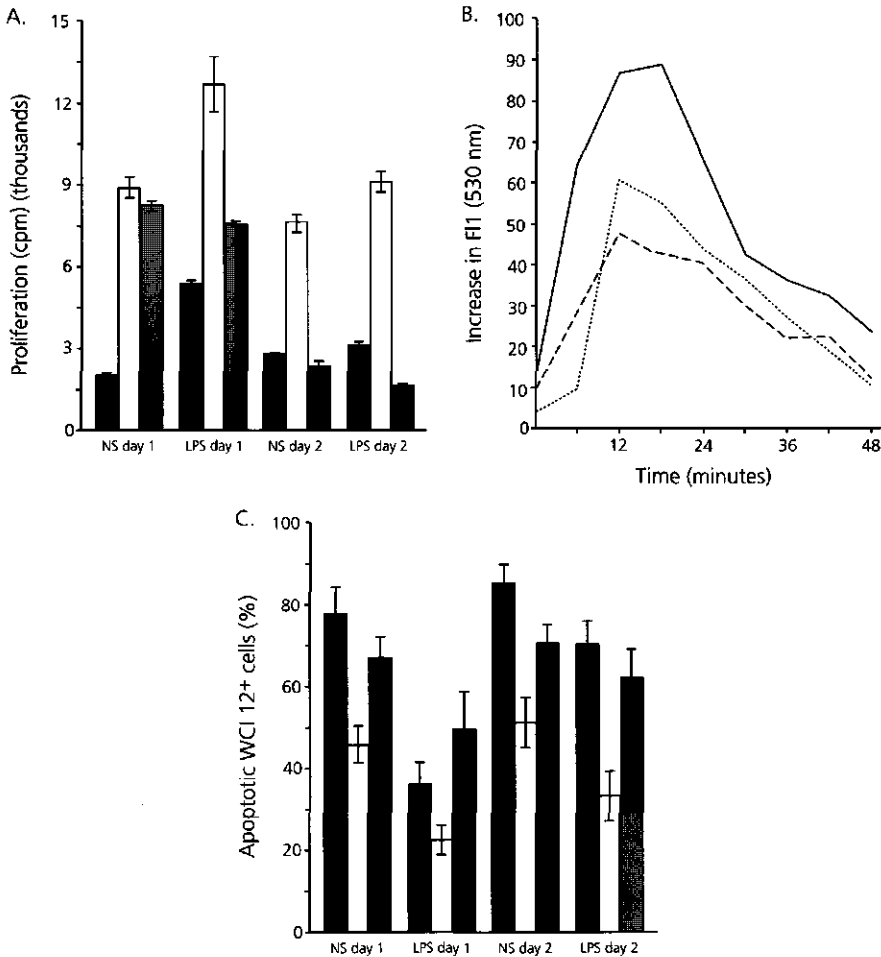 A.
Proliferation (cpm) (thousands)
15
12
9
6
3
0
NS day 1
LPS day 1
NS day 2
LPS day 2
B.
Increase in Fl1 (530 nm)
100
90
80
70
60
50
40
30
20
10
0
12
24
36
48
Time (minutes)
C.
Apoptotic WCI 12+ cells (%)
100
80
60
40
20
0
NS day 1
LPS day 1
NS day 2
LPS day 2